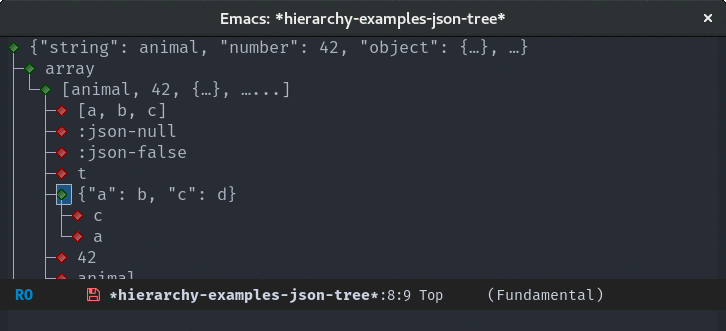 Emacs: *hierarchy-examples-json-tree*
×
{"string": animal, "number": 42, "object": {…}, …}
array
[animal, 42, {…}, …...]
[a, b, c]
:json-null
:json-false
t
{"a": b, "c": d}
c
a
42
animal
RO *hierarchy-examples-json-tree*:8:9 Top (Fundamental)